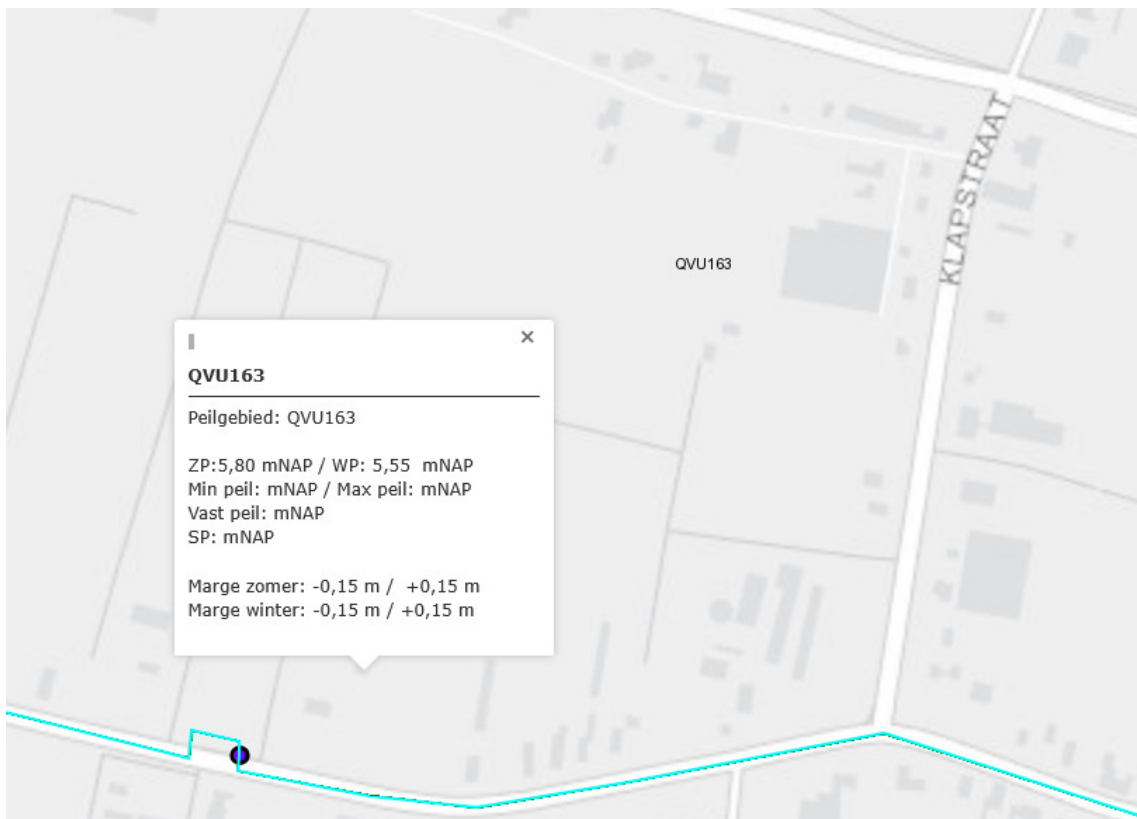 KLAPSTRAAT
QVU163
×
QVU163
Peilgebied: QVU163
ZP:5,80 mNAP / WP: 5,55 mNAP
Min peil: mNAP / Max peil: mNAP
Vast peil: mNAP
SP: mNAP
Marge zomer: -0,15 m / +0,15 m
Marge winter: -0,15 m / +0,15 m